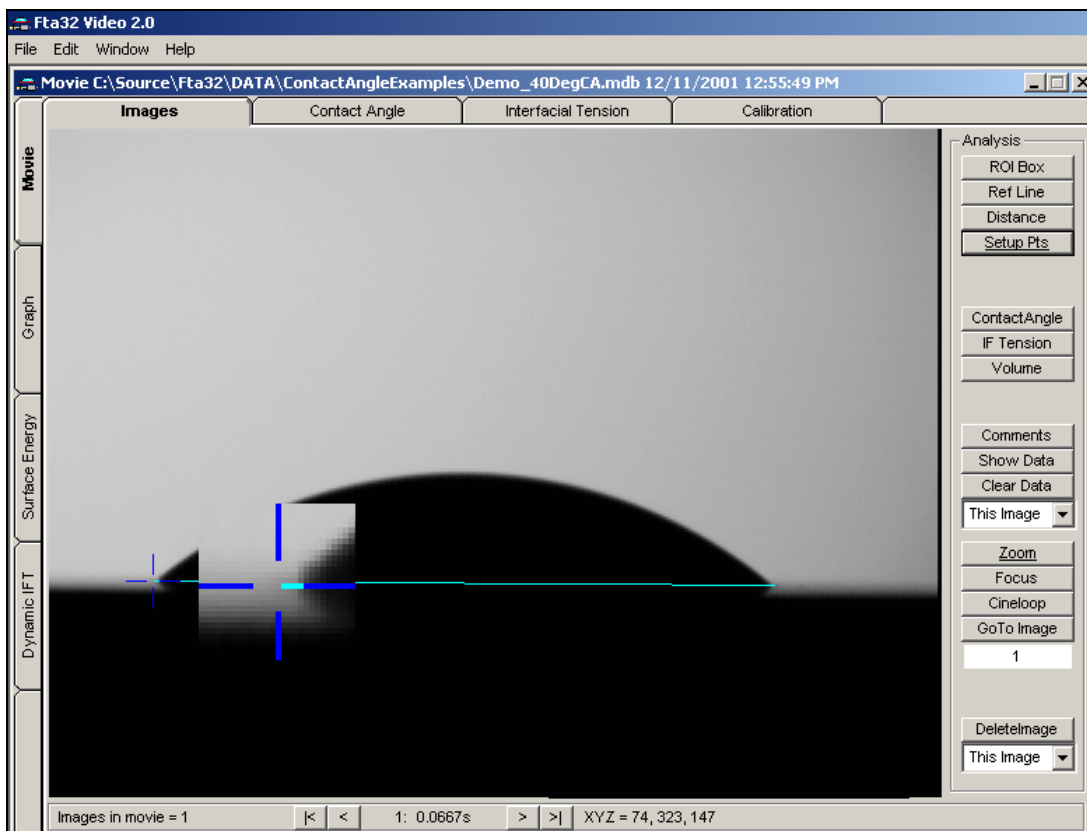 Fta32 Video 2.0
File Edit Window Help
Movie C:\Source\Fta32\DATA\ContactAngleExamples\Demo_40DegCA.mdb 12/11/2001 12:55:49 PM
Images Contact Angle Interfacial Tension Calibration
Movie
Graph
Surface Energy
Dynamic IFT
Analysis
ROI Box
Ref Line
Distance
Setup Pts
ContactAngle
IF Tension
Volume
Comments
Show Data
Clear Data
This Image
Zoom
Focus
Cineloop
GoTo Image
1
DeleteImage
This Image
Images in movie = 1 |< < 1: 0.0667s > >| XYZ = 74, 323, 147